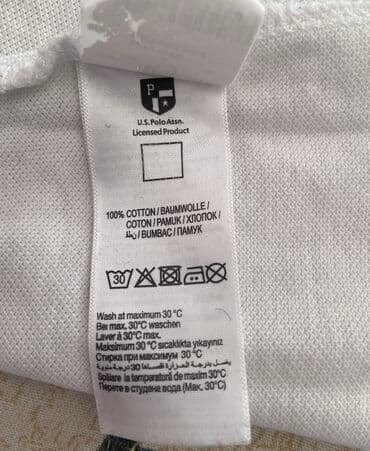 P
U.S. Polo Assn.
Licensed Product
100% COTTON / BAUMWOLLE /
COTON / PAMUK / ХЛОПОК /
قطن / BUMBAC / ПАМУК
30
Wash at maximum 30 °C
Bei max. 30°C waschen
Laver á 30°C max.
Maksimum 30 °C sıcaklıkta yıkayınız
Стирка при максимум 30 °C
يغسل بدرجة الحرارة اقصاها 30 درجة مئوية
Spălare la temperatură de maxim 30°C
Перете в студена вода (Мак. 30°C)